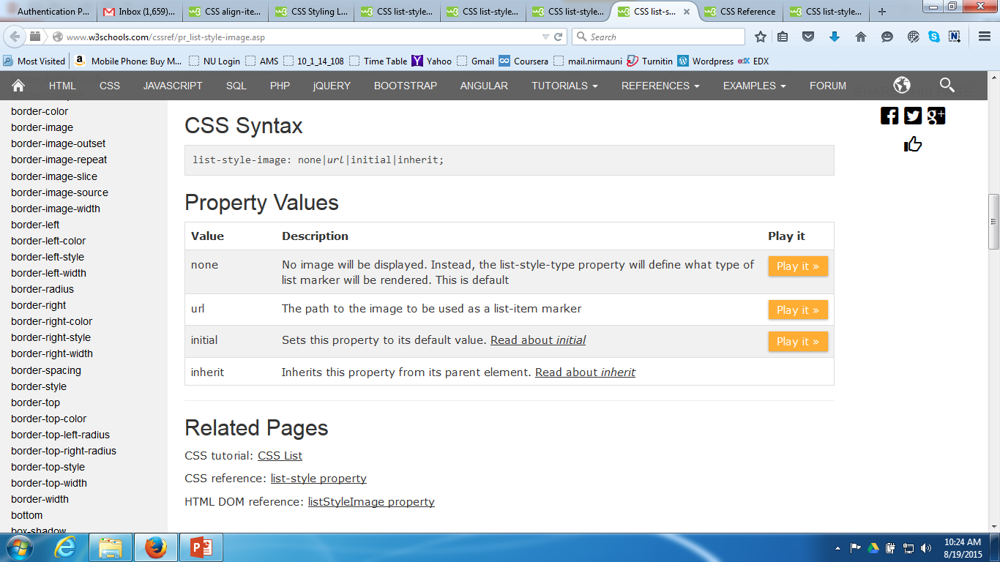 Authentication P...
Inbox (1,659)...
CSS align-ite...
CSS Styling L...
CSS list-style...
CSS list-style...
CSS list-style...
CSS list-s...
CSS Reference
CSS list-style...
www.w3schools.com/cssref/pr_list-style-image.asp
Search
Most Visited
Mobile Phone: Buy M...
NU Login
AMS
10_1_14_108
Time Table
Yahoo
Gmail
Coursera
mail.nirmauni
Turnitin
Wordpress
EDX
HTML CSS JAVASCRIPT SQL PHP jQUERY BOOTSTRAP ANGULAR TUTORIALS REFERENCES EXAMPLES FORUM
border-color
border-image
border-image-outset
border-image-repeat
border-image-slice
border-image-source
border-image-width
border-left
border-left-color
border-left-style
border-left-width
border-radius
border-right
border-right-color
border-right-style
border-right-width
border-spacing
border-style
border-top
border-top-color
border-top-left-radius
border-top-right-radius
border-top-style
border-top-width
border-width
bottom
box-shadow
CSS Syntax
list-style-image: none|url|initial|inherit;
Property Values
Value Description Play it
none No image will be displayed. Instead, the list-style-type property will define what type of Play it »
list marker will be rendered. This is default
url The path to the image to be used as a list-item marker Play it »
initial Sets this property to its default value. Read about initial Play it »
inherit Inherits this property from its parent element. Read about inherit
Related Pages
CSS tutorial: CSS List
CSS reference: list-style property
HTML DOM reference: listStyleImage property
10:24 AM
8/19/2015